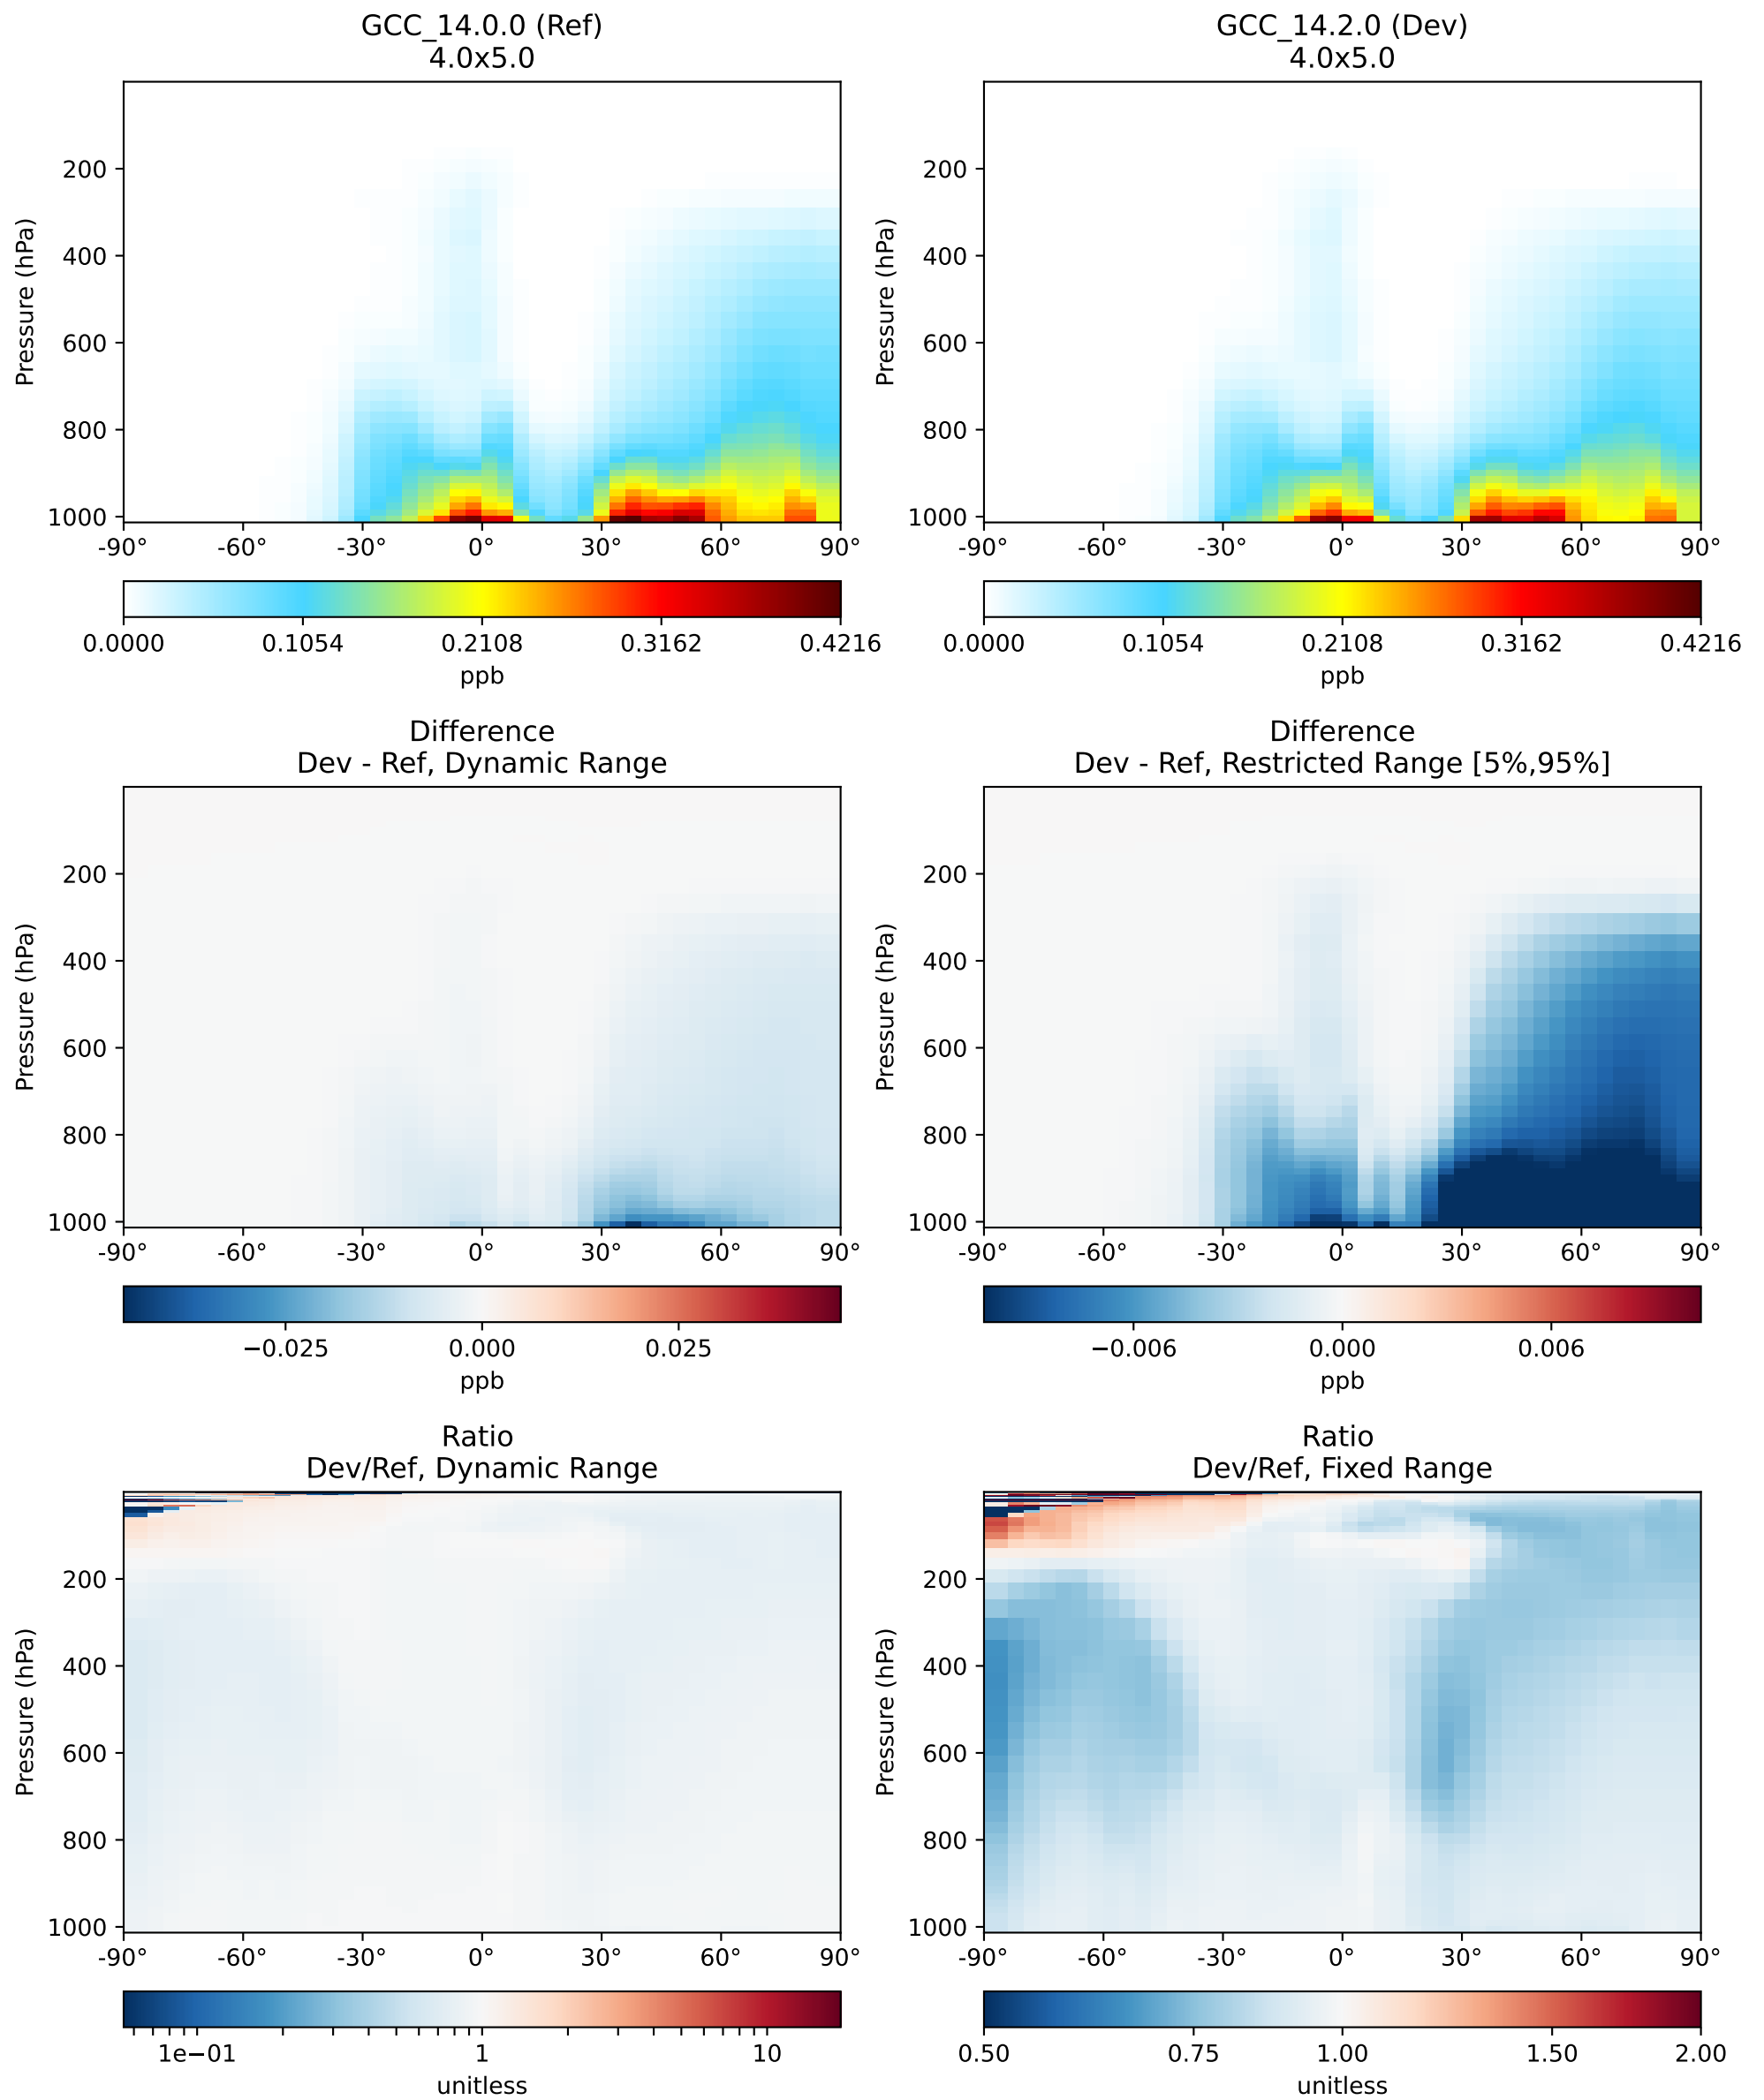 GCC_14.0.0 (Ref)
4.0x5.0
Pressure (hPa)
200
400
600
800
1000
-90° -60° -30° 0° 30° 60° 90°
0.0000 0.1054 0.2108 0.3162 0.4216
ppb
GCC_14.2.0 (Dev)
4.0x5.0
Pressure (hPa)
200
400
600
800
1000
-90° -60° -30° 0° 30° 60° 90°
0.0000 0.1054 0.2108 0.3162 0.4216
ppb
Difference
Dev - Ref, Dynamic Range
Pressure (hPa)
200
400
600
800
1000
-90° -60° -30° 0° 30° 60° 90°
−0.025 0.000 0.025
ppb
Difference
Dev - Ref, Restricted Range [5%,95%]
Pressure (hPa)
200
400
600
800
1000
-90° -60° -30° 0° 30° 60° 90°
−0.006 0.000 0.006
ppb
Ratio
Dev/Ref, Dynamic Range
Pressure (hPa)
200
400
600
800
1000
-90° -60° -30° 0° 30° 60° 90°
1e−01 1 10
unitless
Ratio
Dev/Ref, Fixed Range
Pressure (hPa)
200
400
600
800
1000
-90° -60° -30° 0° 30° 60° 90°
0.50 0.75 1.00 1.50 2.00
unitless